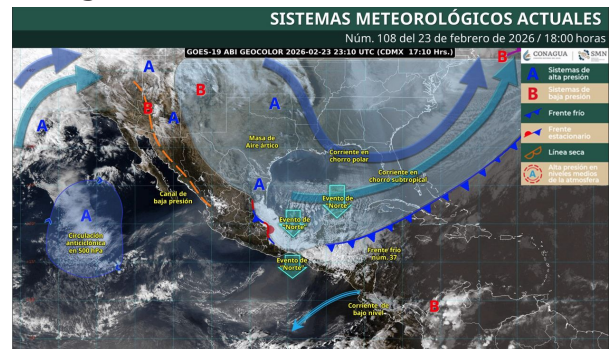 SISTEMAS METEOROLÓGICOS ACTUALES
Núm. 108 del 23 de febrero de 2026 / 18:00 horas
GOES-19 ABI GEOCOLOR 2026-02-23 23:10 UTC (CDMX 17:10 Hrs.)
CONAGUA
SMN
A
Sistemas de
alta presión
B
Sistemas de
baja presión
Frente frío
Frente
estacionario
Línea seca
A
Alta presión en
niveles medios
de la atmosfera
A
B
B
B
A
A
A
Masa de
Aire ártico
Corriente en
chorro polar
Corriente en
chorro subtropical
Canal de
baja presión
A
Evento de
Norte
Evento de
Norte
A
Circulación
anticiclónica
en 500 hPa
Frente frío
núm. 37
Evento de
Norte
Corriente de
bajo nivel
B